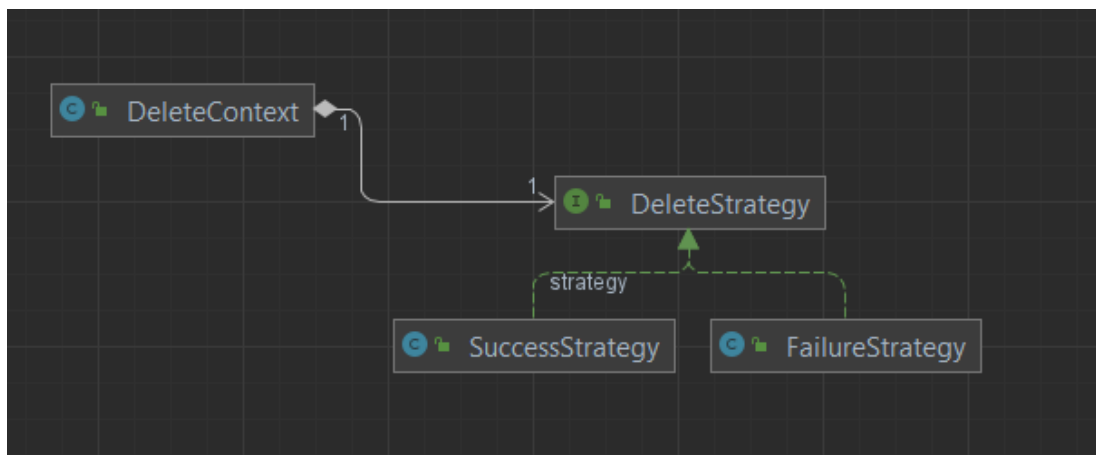 C DeleteContext
1
1
I DeleteStrategy
strategy
C SuccessStrategy
C FailureStrategy